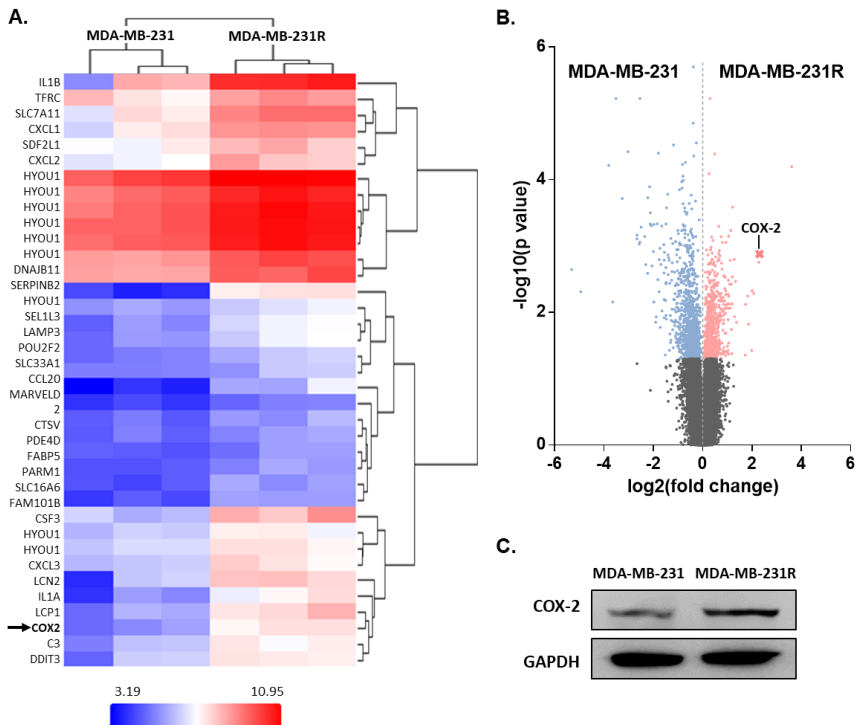 A.
MDA-MB-231
MDA-MB-231R
IL1B
TFRC
SLC7A11
CXCL1
SDF2L1
CXCL2
HYOU1
HYOU1
HYOU1
HYOU1
HYOU1
HYOU1
DNAJB11
SERPINB2
HYOU1
SEL1L3
LAMP3
POU2F2
SLC33A1
CCL20
MARVELD
2
CTSV
PDE4D
FABP5
PARM1
SLC16A6
FAM101B
CSF3
HYOU1
HYOU1
CXCL3
LCN2
IL1A
LCP1
COX2
C3
DDIT3
3.19
10.95
B.
6
MDA-MB-231
MDA-MB-231R
4
COX-2
2
0
-log10(p value)
-6
-4
-2
0
2
4
6
log2(fold change)
C.
MDA-MB-231
MDA-MB-231R
COX-2
GAPDH